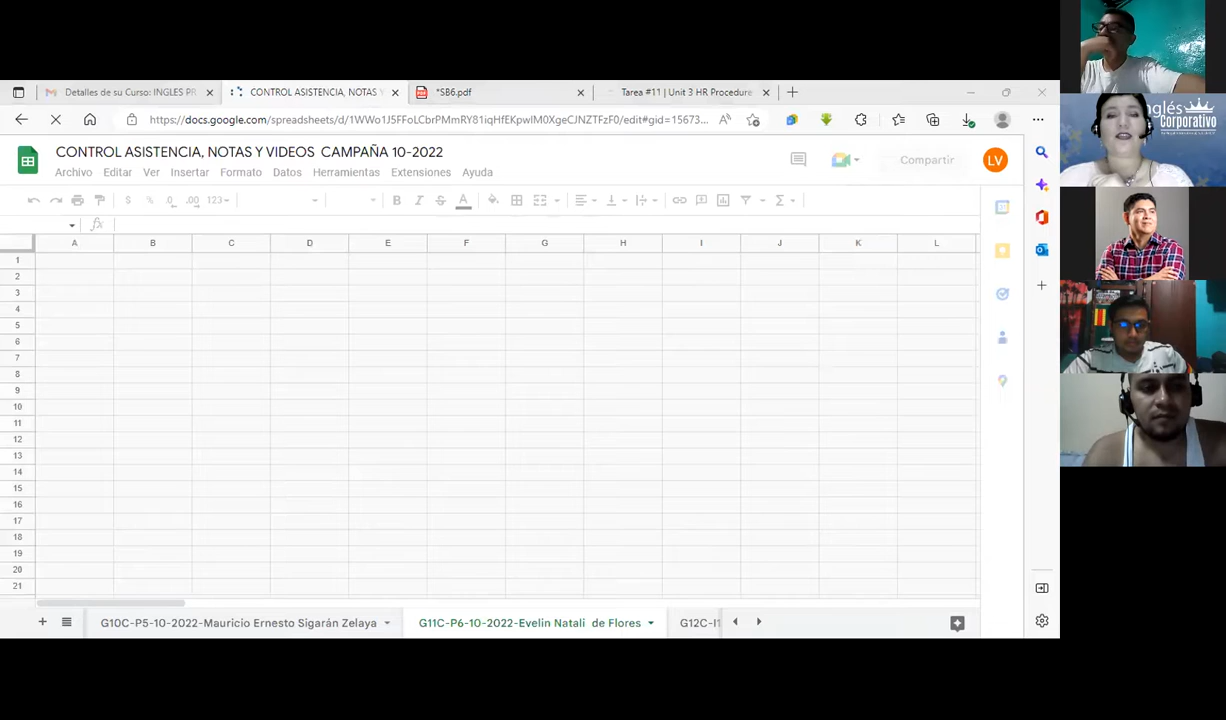 Detalles de su Curso: INGLES PR
CONTROL ASISTENCIA, NOTAS Y
*SB6.pdf
Tarea #11 | Unit 3 HR Procedure
https://docs.google.com/spreadsheets/d/1WWo1J5FFoLCbrPMmRY81iqHfEKpwIM0XgeCJNZTFzF0/edit#gid=15673...
CONTROL ASISTENCIA, NOTAS Y VIDEOS CAMPAÑA 10-2022
Archivo Editar Ver Insertar Formato Datos Herramientas Extensiones Ayuda
Compartir
LV
$ % .0 .00 123
B I S A
fx
A B C D E F G H I J K L
1
2
3
4
5
6
7
8
9
10
11
12
13
14
15
16
17
18
19
20
21
G10C-P5-10-2022-Mauricio Ernesto Sigarán Zelaya
G11C-P6-10-2022-Evelin Natali de Flores
G12C-I1
Inglés
Corporativo